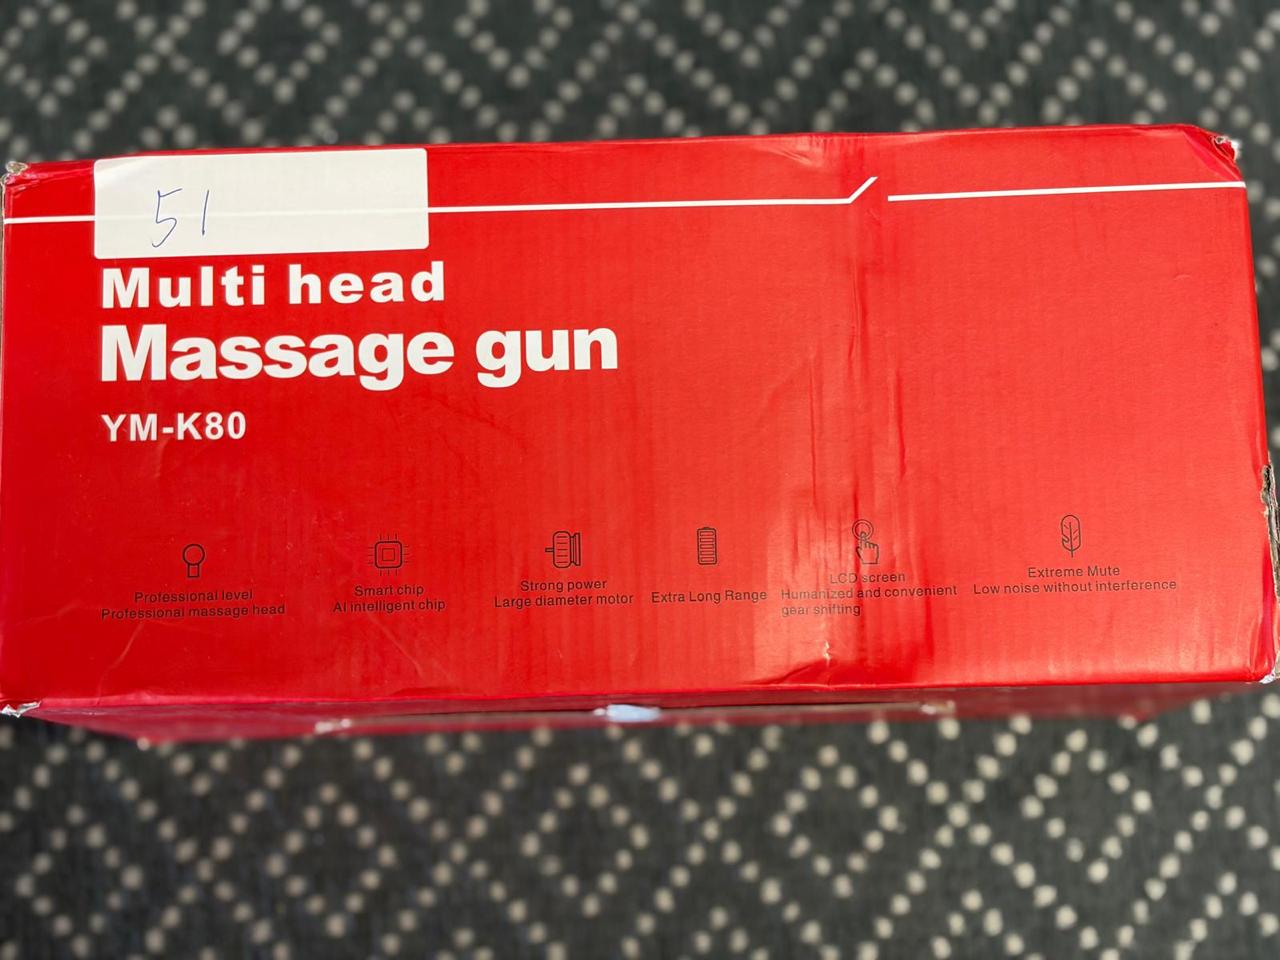 51
Multi head
Massage gun
YM-K80
Professional level
Professional massage head
Smart chip
AI intelligent chip
Strong power
Large diameter motor
Extra Long Range
LCD screen
Humanized and convenient
gear shifting
Extreme Mute
Low noise without interference